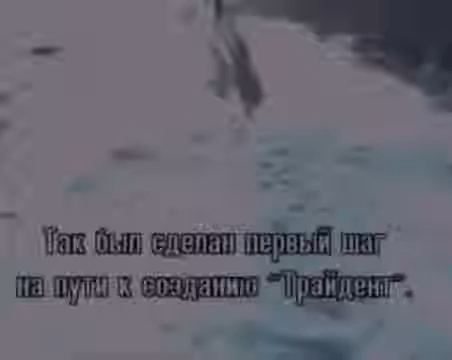 Так был сделан первый шаг
на пути к созданию "Трайдент".